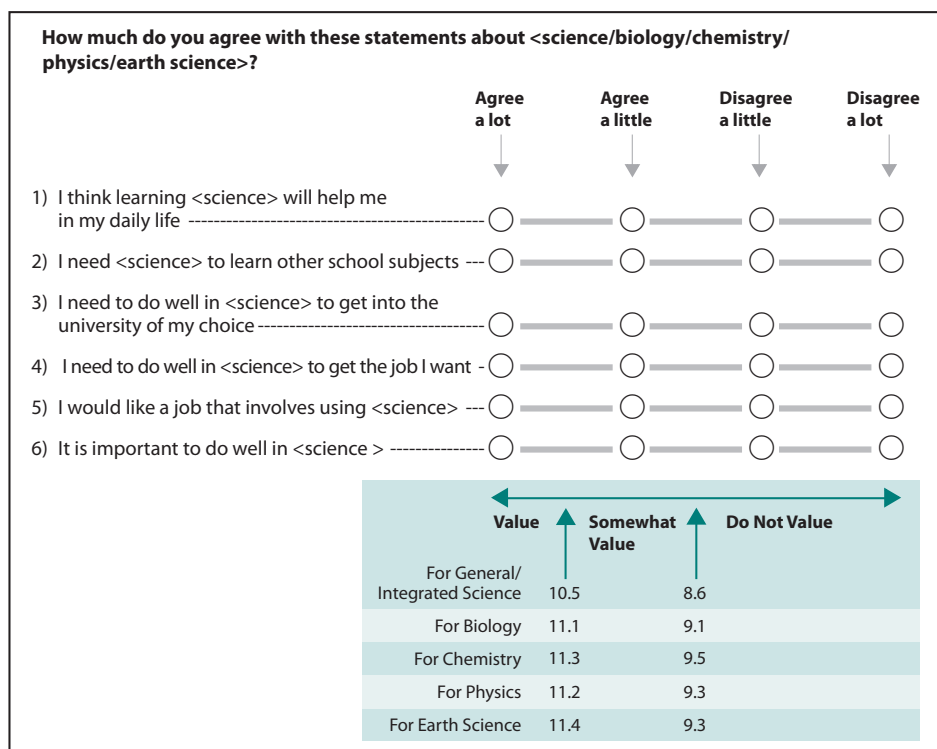 How much do you agree with these statements about <science/biology/chemistry/
physics/earth science>?
Agree
a lot
Agree
a little
Disagree
a little
Disagree
a lot
1) I think learning <science> will help me
in my daily life
2) I need <science> to learn other school subjects
3) I need to do well in <science> to get into the
university of my choice
4) I need to do well in <science> to get the job I want
5) I would like a job that involves using <science>
6) It is important to do well in <science >
Value
Somewhat
Value
Do Not Value
For General/
Integrated Science 10.5 8.6
For Biology 11.1 9.1
For Chemistry 11.3 9.5
For Physics 11.2 9.3
For Earth Science 11.4 9.3